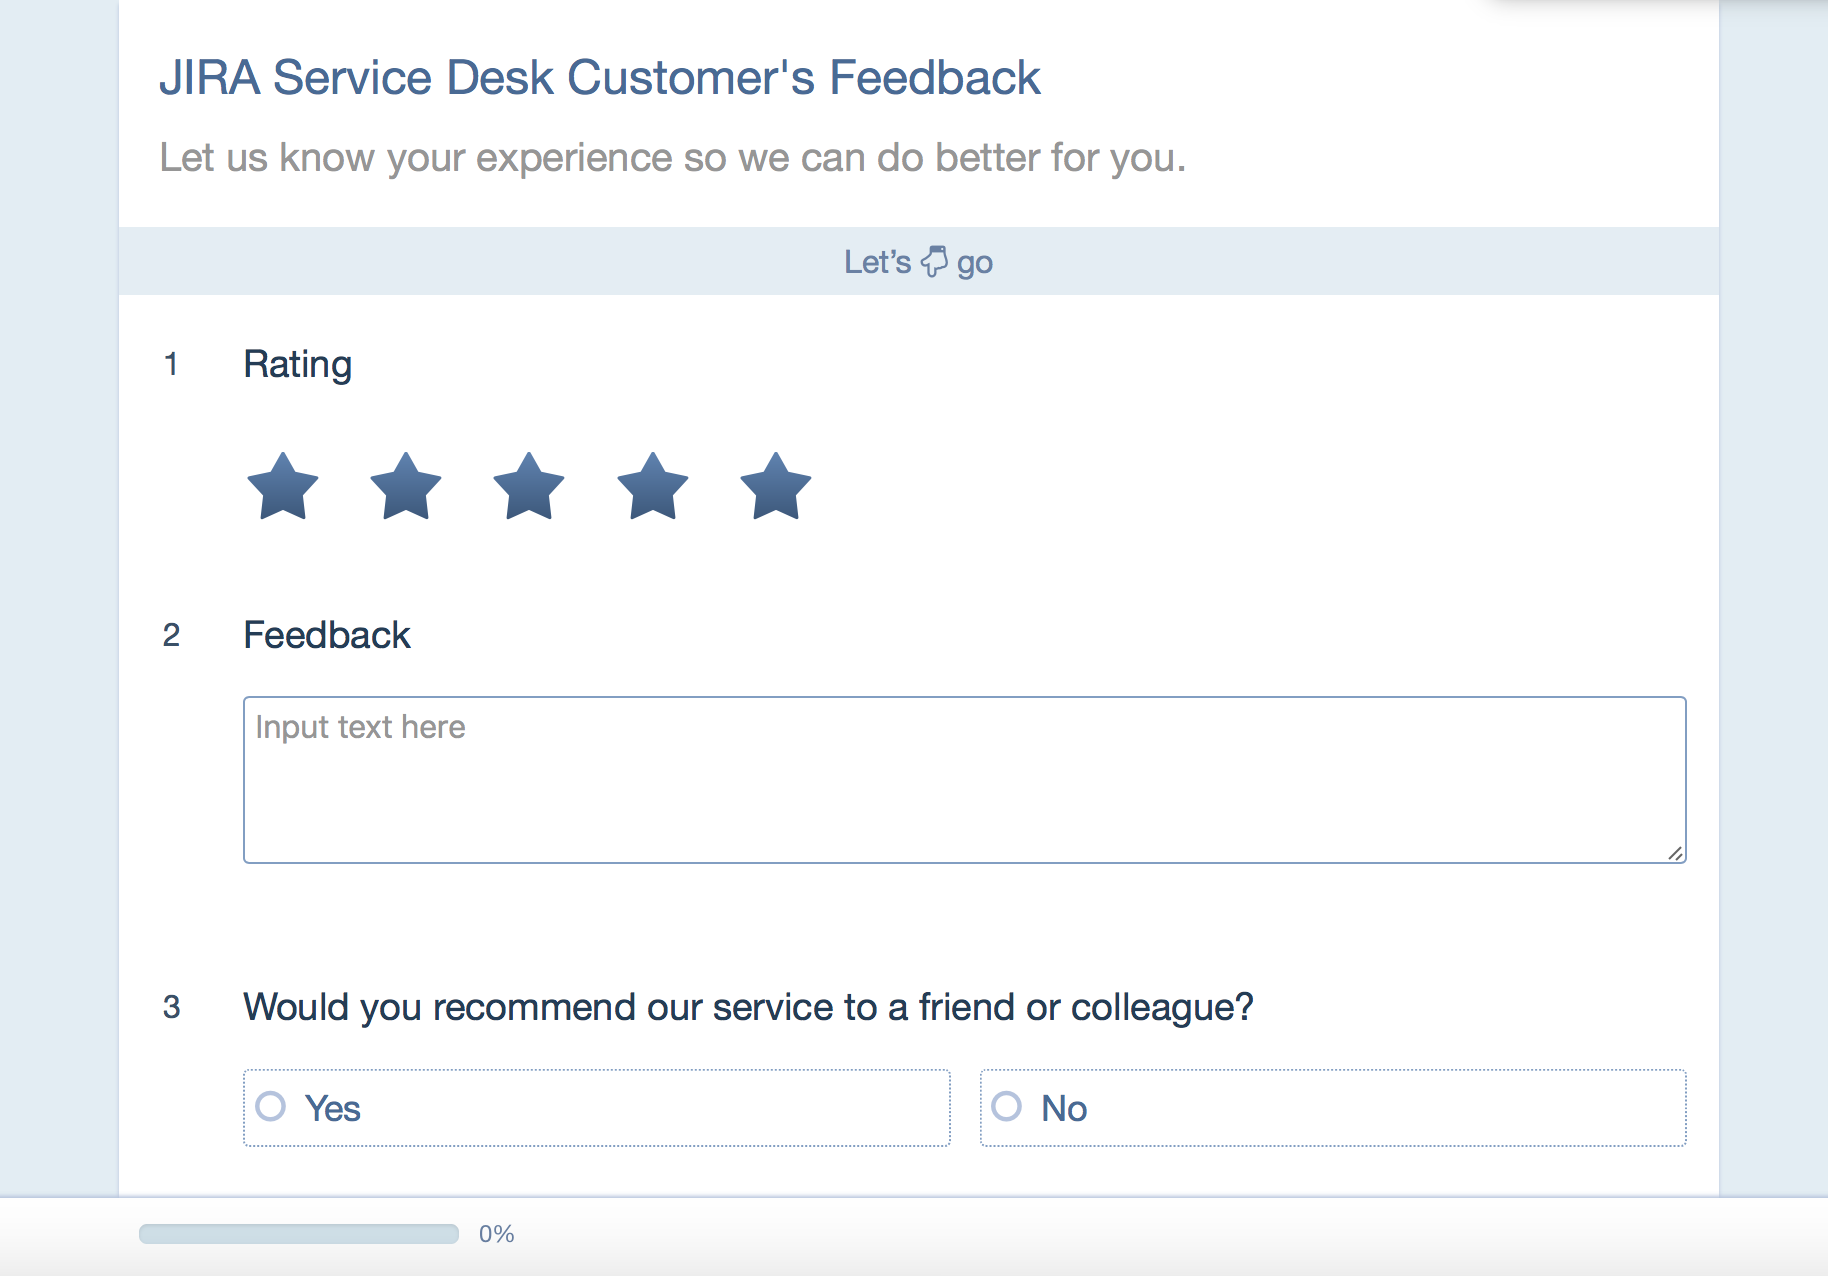 JIRA Service Desk Customer's Feedback
Let us know your experience so we can do better for you.
Let’s go
1 Rating
2 Feedback
Input text here
3 Would you recommend our service to a friend or colleague?
Yes No
0%